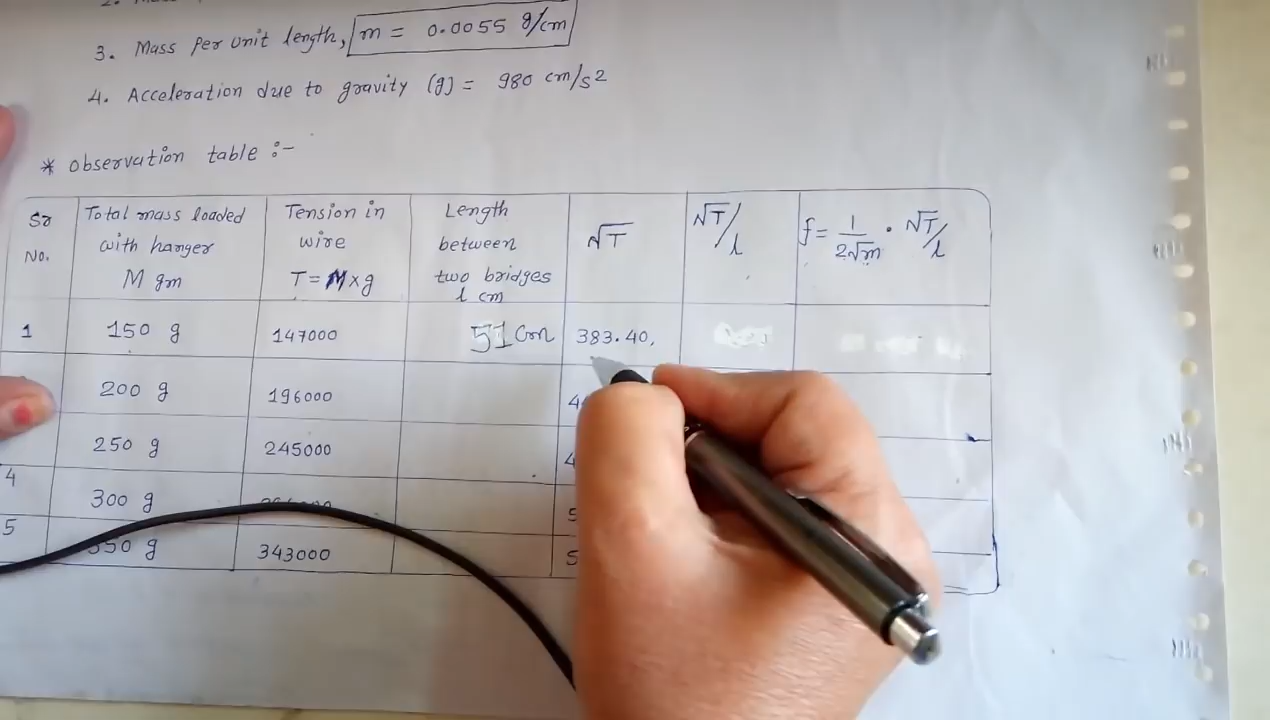 3. Mass per unit length, m = 0.0055 g/cm
4. Acceleration due to gravity (g) = 980 cm/s2
* observation table :-
Sr No. | Total mass loaded with hanger M gm | Tension in wire T = M×g | Length between two bridges l cm | √T | √T/l | f = 1/2√m · √T/l
1 | 150 g | 147000 | 51 cm | 383.40,
200 g | 196000
250 g | 245000
4 | 300 g
5 | 350 g | 343000